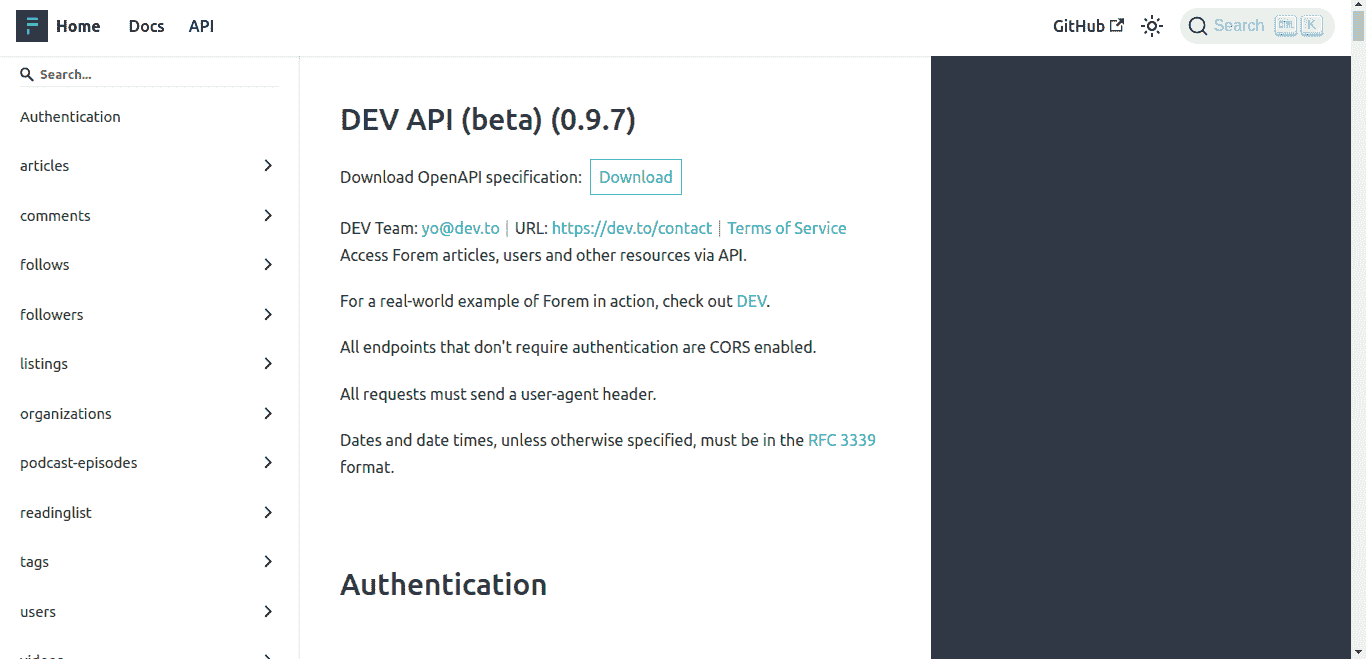 Home Docs API GitHub Search CTRL K
Search...
Authentication
articles
comments
follows
followers
listings
organizations
podcast-episodes
readinglist
tags
users
videos
DEV API (beta) (0.9.7)
Download OpenAPI specification: Download
DEV Team: yo@dev.to | URL: https://dev.to/contact | Terms of Service
Access Forem articles, users and other resources via API.
For a real-world example of Forem in action, check out DEV.
All endpoints that don't require authentication are CORS enabled.
All requests must send a user-agent header.
Dates and date times, unless otherwise specified, must be in the RFC 3339
format.
Authentication